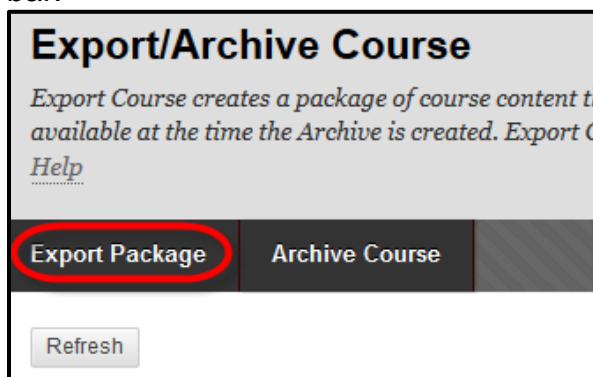 Export/Archive Course
Export Course creates a package of course content
available at the time the Archive is created. Export
Help
Export Package Archive Course
Refresh